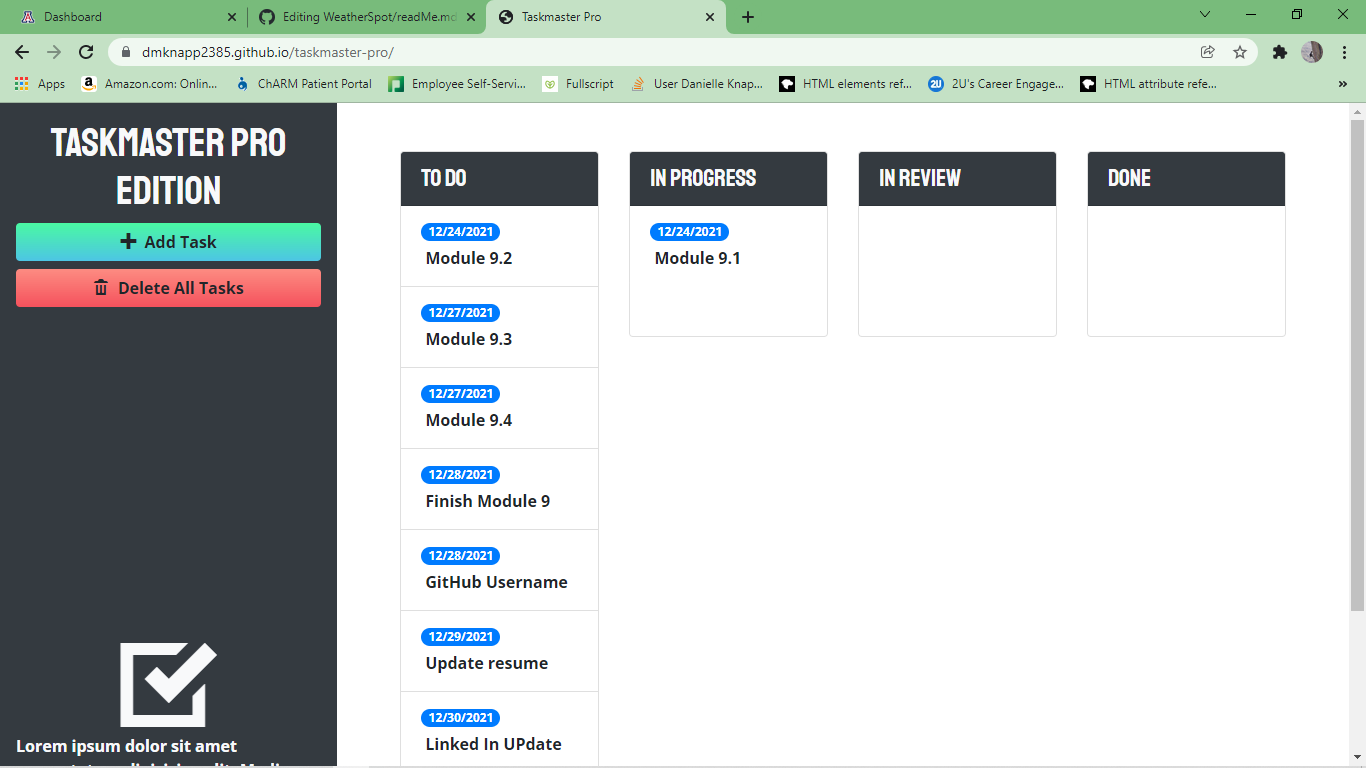 Dashboard
Editing WeatherSpot/readMe.md
Taskmaster Pro
dmknapp2385.github.io/taskmaster-pro/
Apps
Amazon.com: Onlin...
ChARM Patient Portal
Employee Self-Servi...
Fullscript
User Danielle Knap...
HTML elements ref...
2U
2U's Career Engage...
HTML attribute refe...
»
TASKMASTER PRO
EDITION
Add Task
Delete All Tasks
Lorem ipsum dolor sit amet
TO DO
12/24/2021
Module 9.2
12/27/2021
Module 9.3
12/27/2021
Module 9.4
12/28/2021
Finish Module 9
12/28/2021
GitHub Username
12/29/2021
Update resume
12/30/2021
Linked In UPdate
IN PROGRESS
12/24/2021
Module 9.1
IN REVIEW
DONE